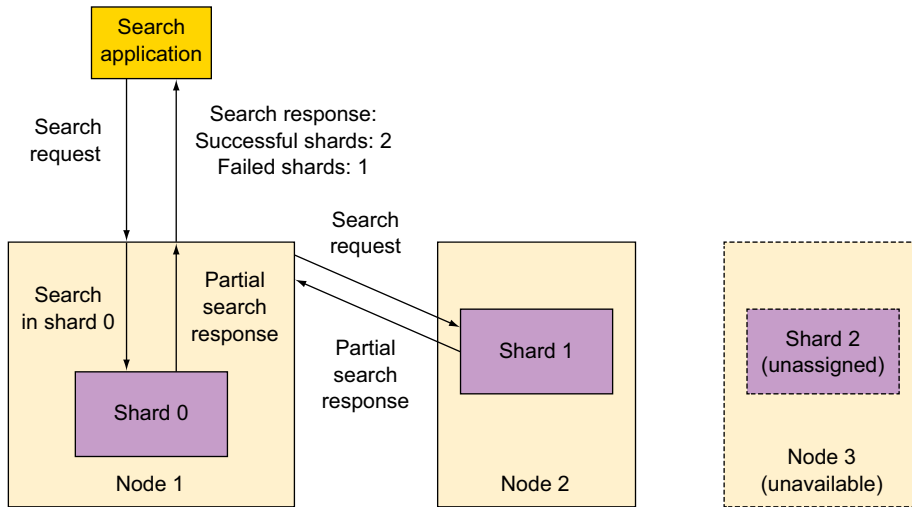 Search
application
Search
request
Search response:
Successful shards: 2
Failed shards: 1
Search
request
Search
in shard 0
Partial
search
response
Partial
search
response
Shard 0
Node 1
Shard 1
Node 2
Shard 2
(unassigned)
Node 3
(unavailable)